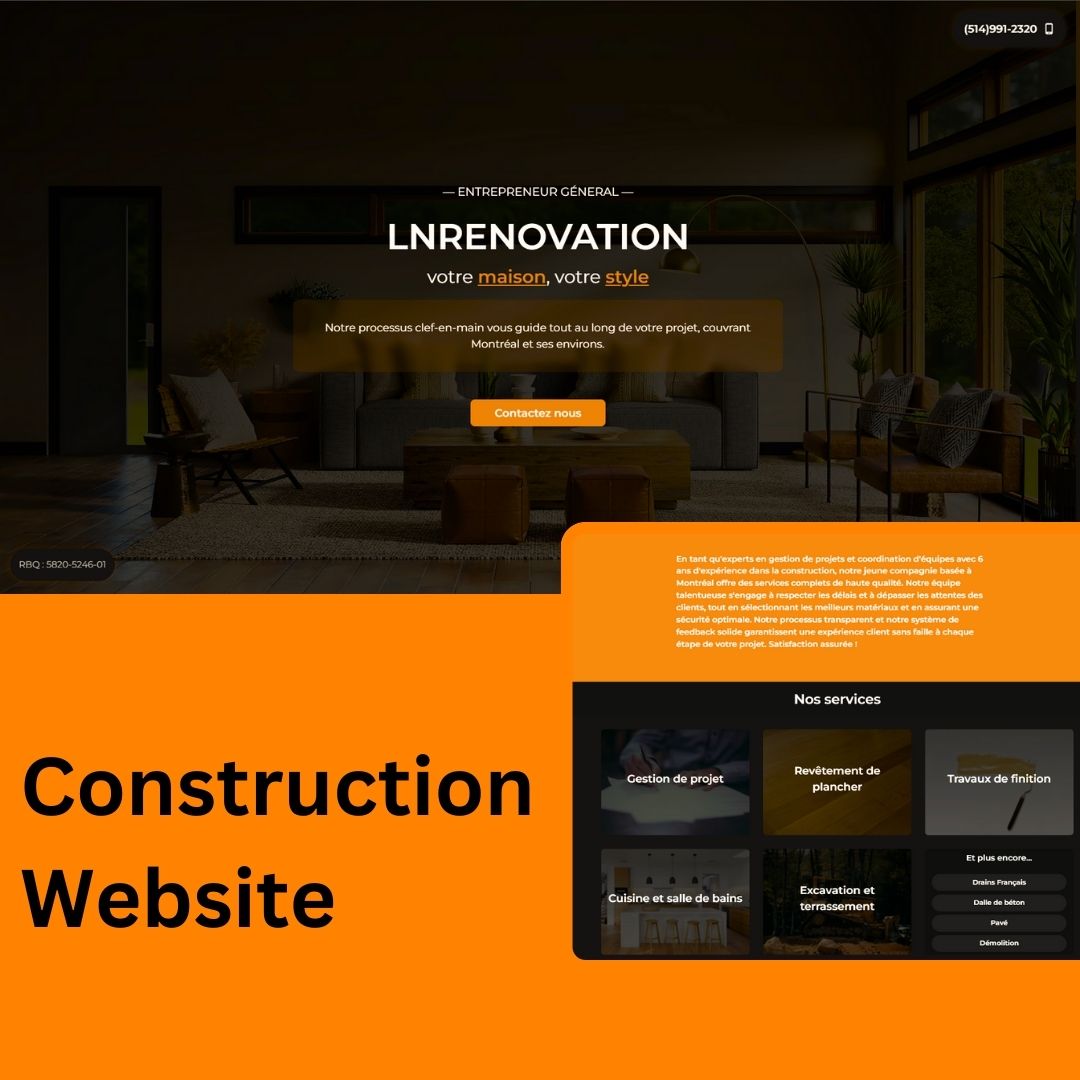 (514)991-2320
— ENTREPRENEUR GÉNERAL —
LNRENOVATION
votre maison, votre style
Notre processus clef-en-main vous guide tout au long de votre projet, couvrant
Montréal et ses environs.
Contactez nous
RBQ : 5820-5246-01
En tant qu'experts en gestion de projets et coordination d'équipes avec 6
ans d'expérience dans la construction, notre jeune compagnie basée à
Montréal offre des services complets de haute qualité. Notre équipe
talentueuse s'engage à respecter les délais et à dépasser les attentes des
clients, tout en sélectionnant les meilleurs matériaux et en assurant une
sécurité optimale. Notre processus transparent et notre système de
feedback solide garantissent une expérience client sans faille à chaque
étape de votre projet. Satisfaction assurée !
Nos services
Gestion de projet
Revêtement de
plancher
Travaux de finition
Cuisine et salle de bains
Excavation et
terrassement
Et plus encore...
Drains Français
Dalle de béton
Pavé
Démolition
Construction
Website